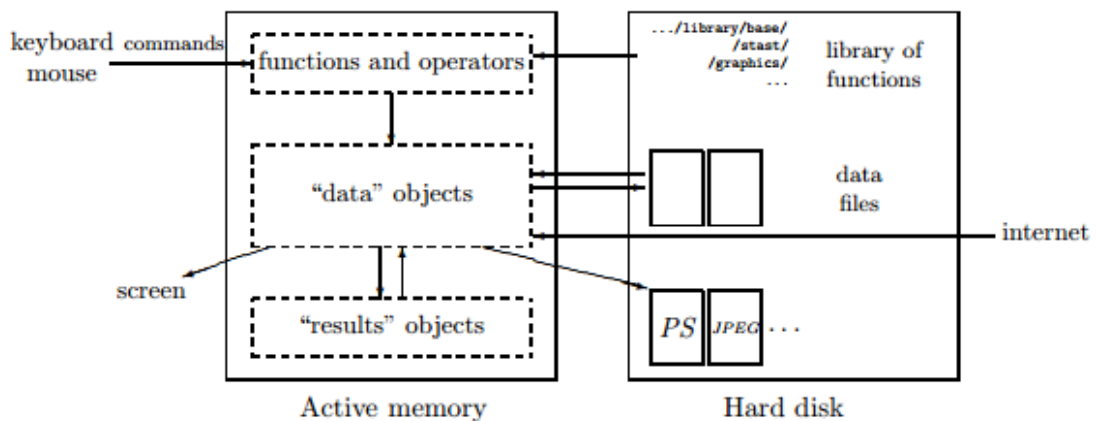 keyboard commands
mouse
functions and operators
.../library/base/
/stast/
/graphics/
...
library of
functions
“data” objects
data
files
internet
screen
“results” objects
PS JPEG ...
Active memory
Hard disk